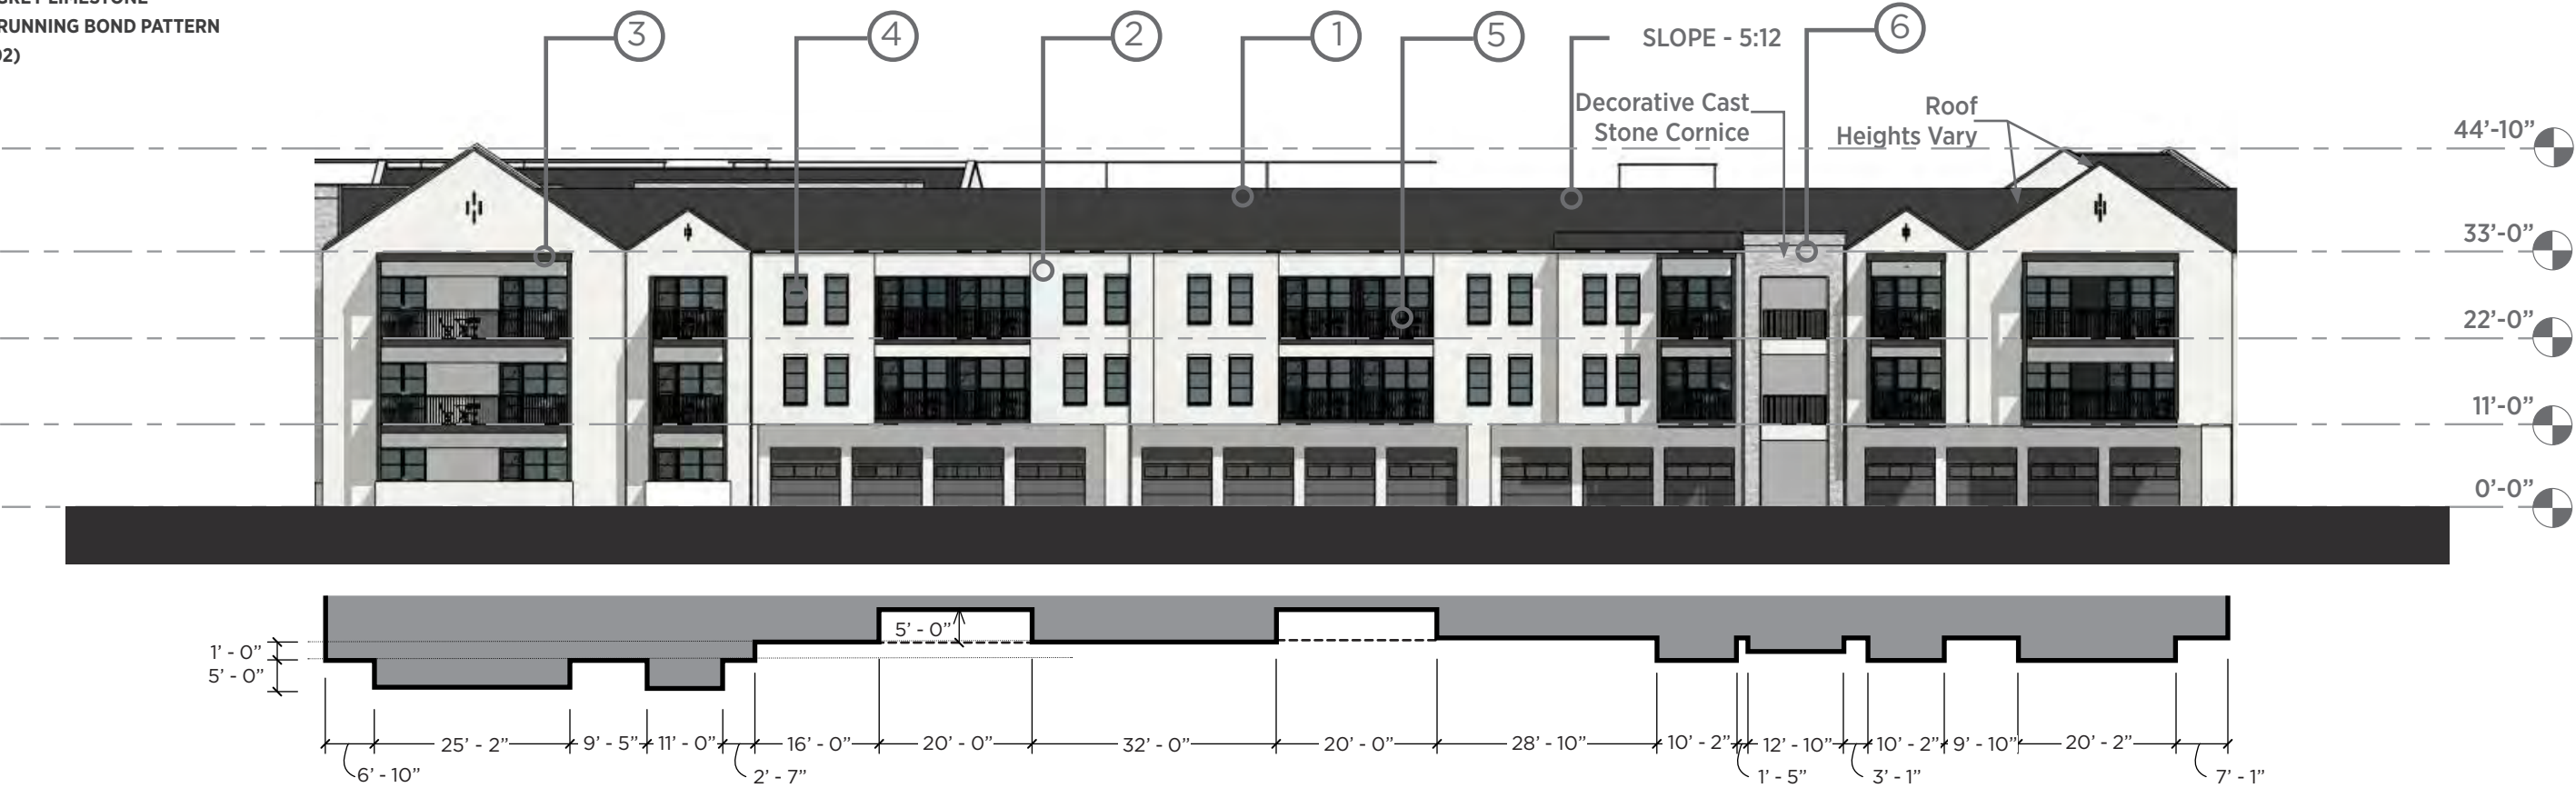 RUNNING BOND PATTERN
3
4
2
1
5
SLOPE - 5:12
6
Decorative Cast
Stone Cornice
Roof
Heights Vary
44’-10”
33’-0”
22’-0”
11’-0”
0’-0”
5’ - 0”
1’ - 0”
5’ - 0”
25’ - 2”
9’ - 5”
11’ - 0”
16’ - 0”
20’ - 0”
32’ - 0”
20’ - 0”
28’ - 10”
10’ - 2”
12’ - 10”
10’ - 2”
9’ - 10”
20’ - 2”
6’ - 10”
2’ - 7”
1’ - 5”
3’ - 1”
7’ - 1”